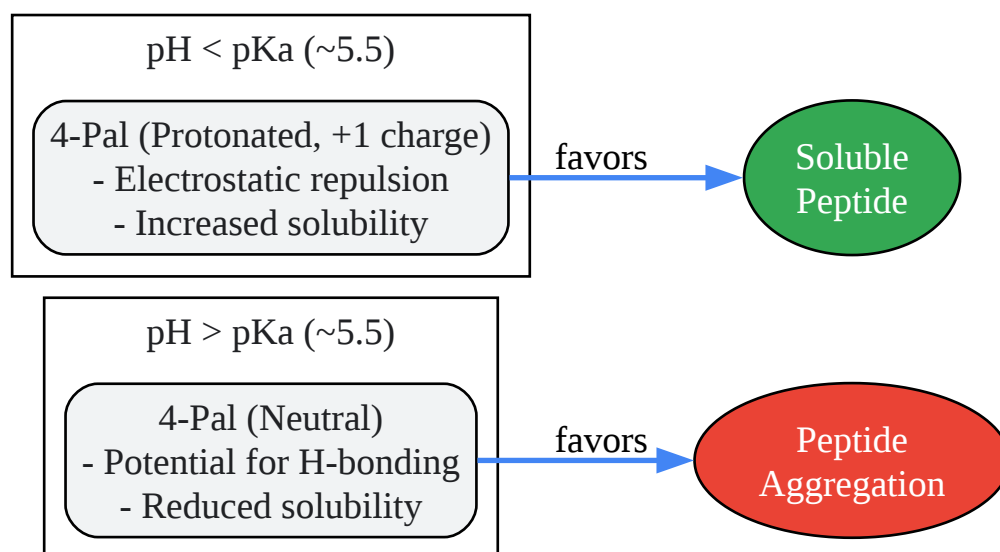 pH < pKa (~5.5)
4-Pal (Protonated, +1 charge)
- Electrostatic repulsion
- Increased solubility
favors
Soluble
Peptide
pH > pKa (~5.5)
4-Pal (Neutral)
- Potential for H-bonding
- Reduced solubility
favors
Peptide
Aggregation